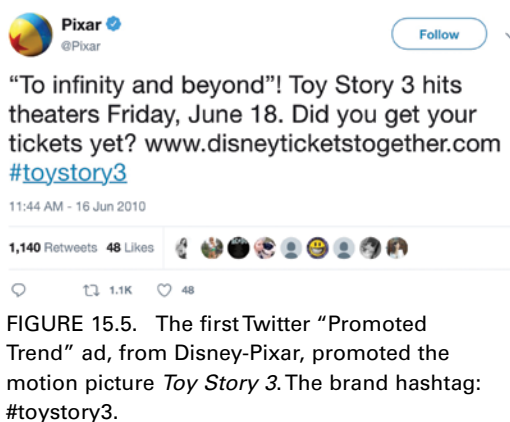 Pixar
@Pixar
Follow
“To infinity and beyond”! Toy Story 3 hits
theaters Friday, June 18. Did you get your
tickets yet? www.disneyticketstogether.com
#toystory3
11:44 AM - 16 Jun 2010
1,140 Retweets 48 Likes
1.1K 48
FIGURE 15.5. The first Twitter “Promoted
Trend” ad, from Disney-Pixar, promoted the
motion picture Toy Story 3. The brand hashtag:
#toystory3.